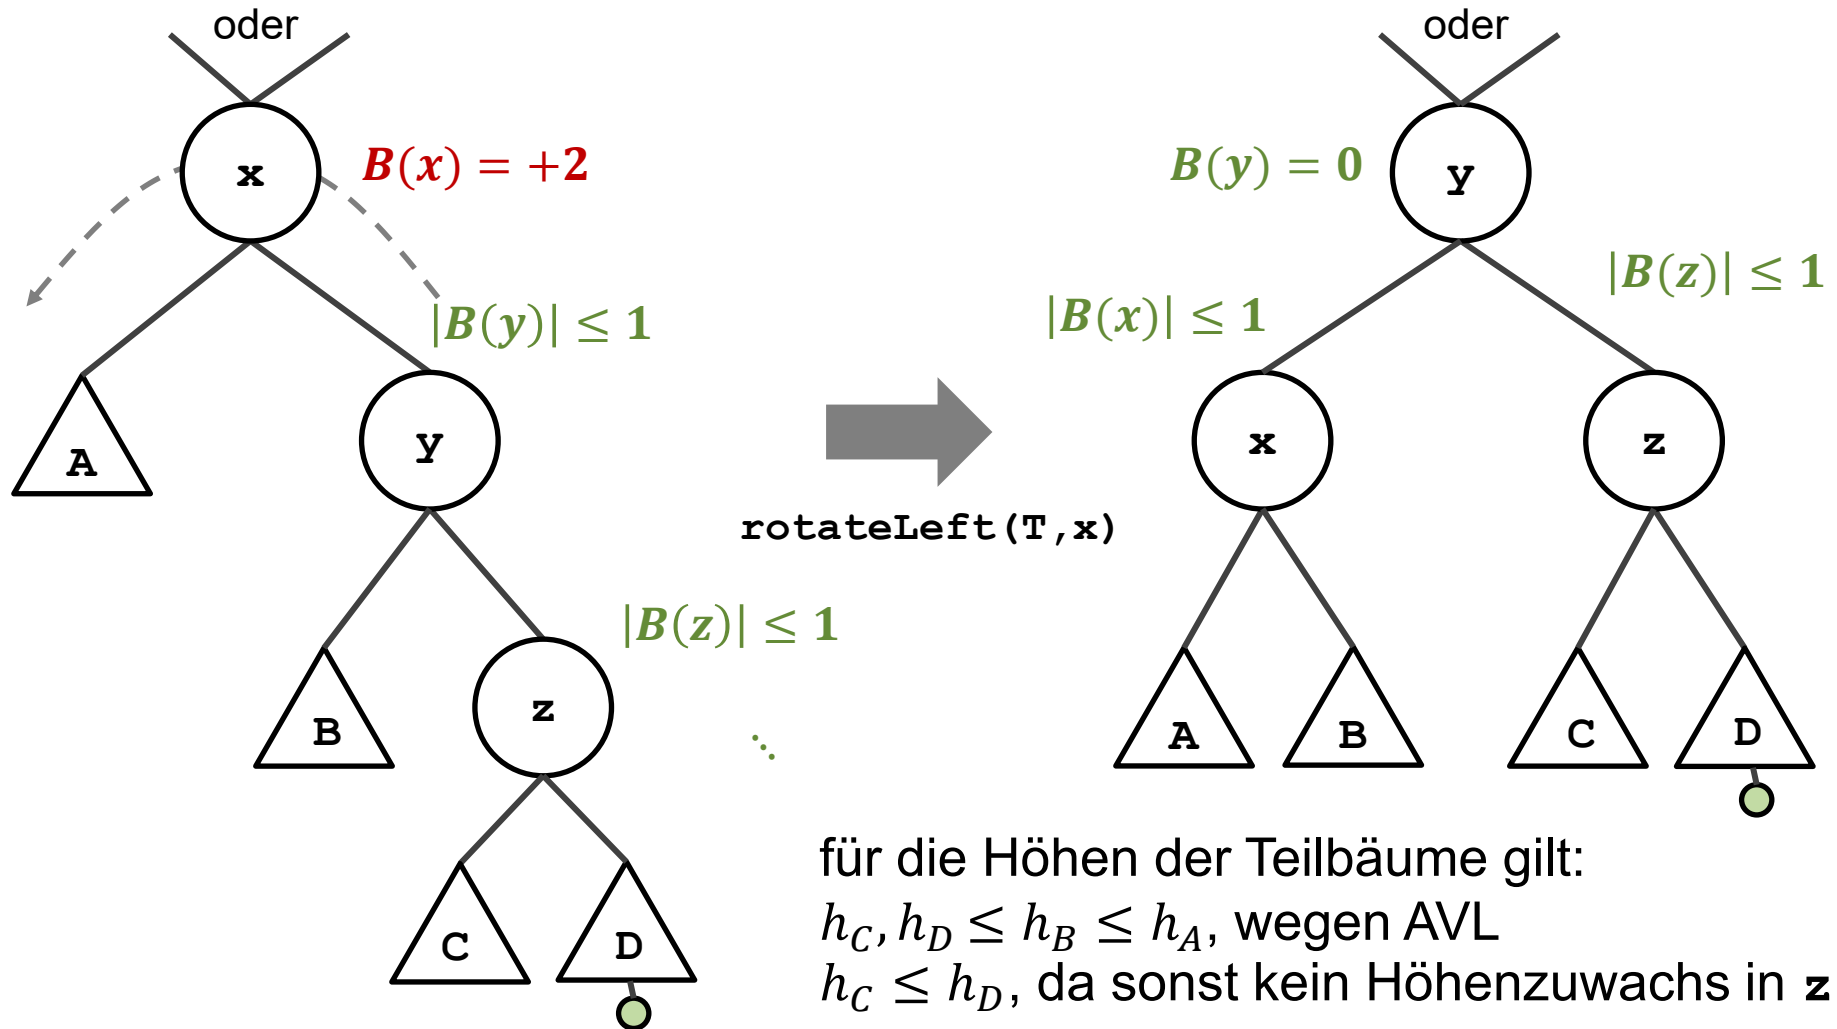 oder
x
B(x) = +2
|B(y)| ≤ 1
A
y
|B(z)| ≤ 1
B
z
⋱
C
D
rotateLeft(T,x)
oder
B(y) = 0
y
|B(z)| ≤ 1
|B(x)| ≤ 1
x
z
A
B
C
D
für die Höhen der Teilbäume gilt:
h_C, h_D ≤ h_B ≤ h_A, wegen AVL
h_C ≤ h_D, da sonst kein Höhenzuwachs in z